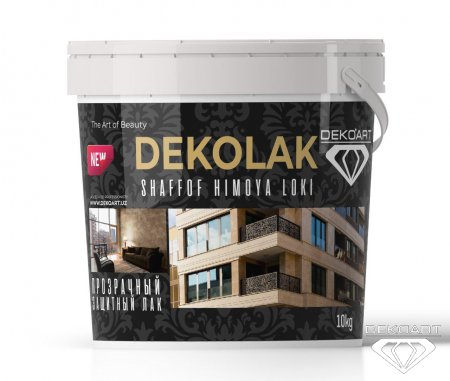 The Art of Beauty
DEKOART
NEW
DEKOLAK
SHAFFOF HIMOYA LOKI
WWW.DEKOART.UZ
ПРОЗРАЧНЫЙ
ЗАЩИТНЫЙ ЛАК
10kg
DEKOART